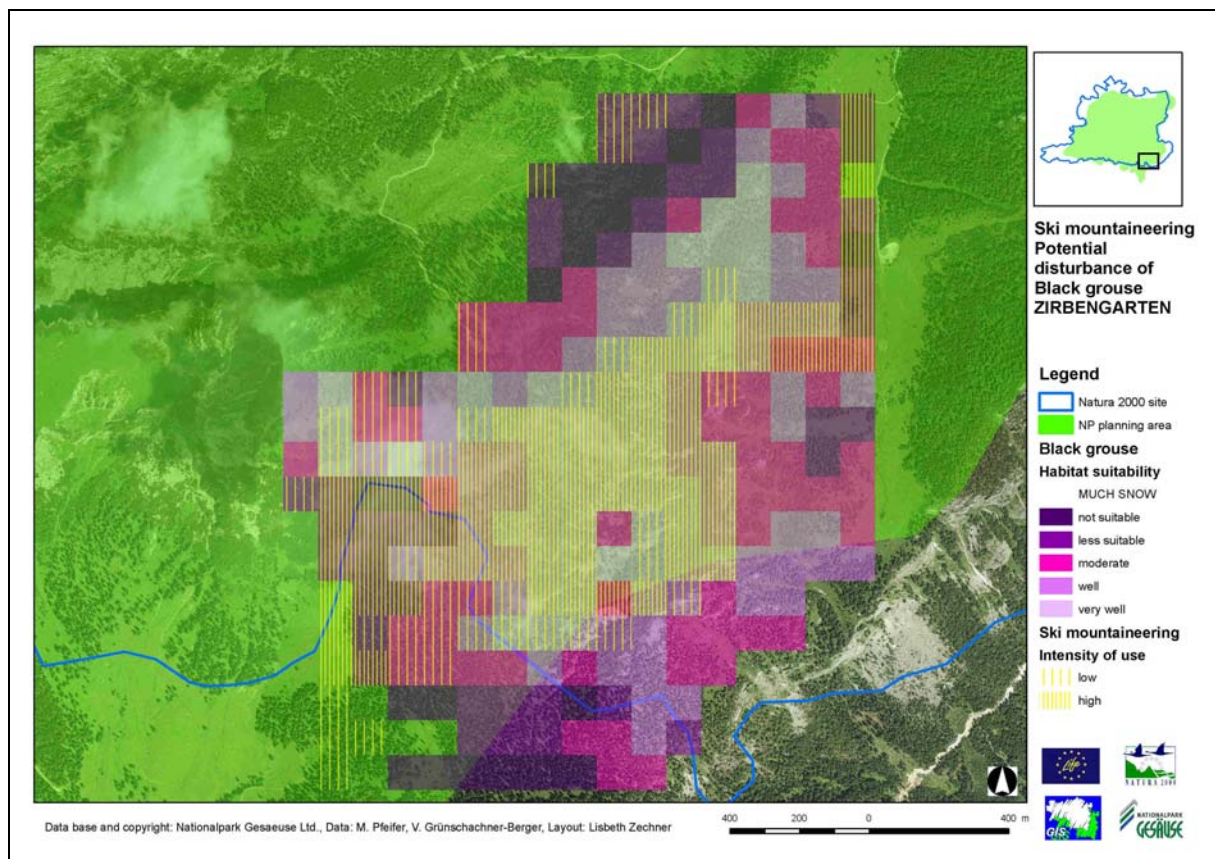 Ski mountaineering
Potential
disturbance of
Black grouse
ZIRBENGARTEN
Legend
Natura 2000 site
NP planning area
Black grouse
Habitat suitability
MUCH SNOW
not suitable
less suitable
moderate
well
very well
Ski mountaineering
Intensity of use
low
high
Life
NATURA 2000
GIS
NATIONALPARK
GESÄUSE
Data base and copyright: Nationalpark Gesaeuse Ltd., Data: M. Pfeifer, V. Grünschachner-Berger, Layout: Lisbeth Zechner
400 200 0 400 m